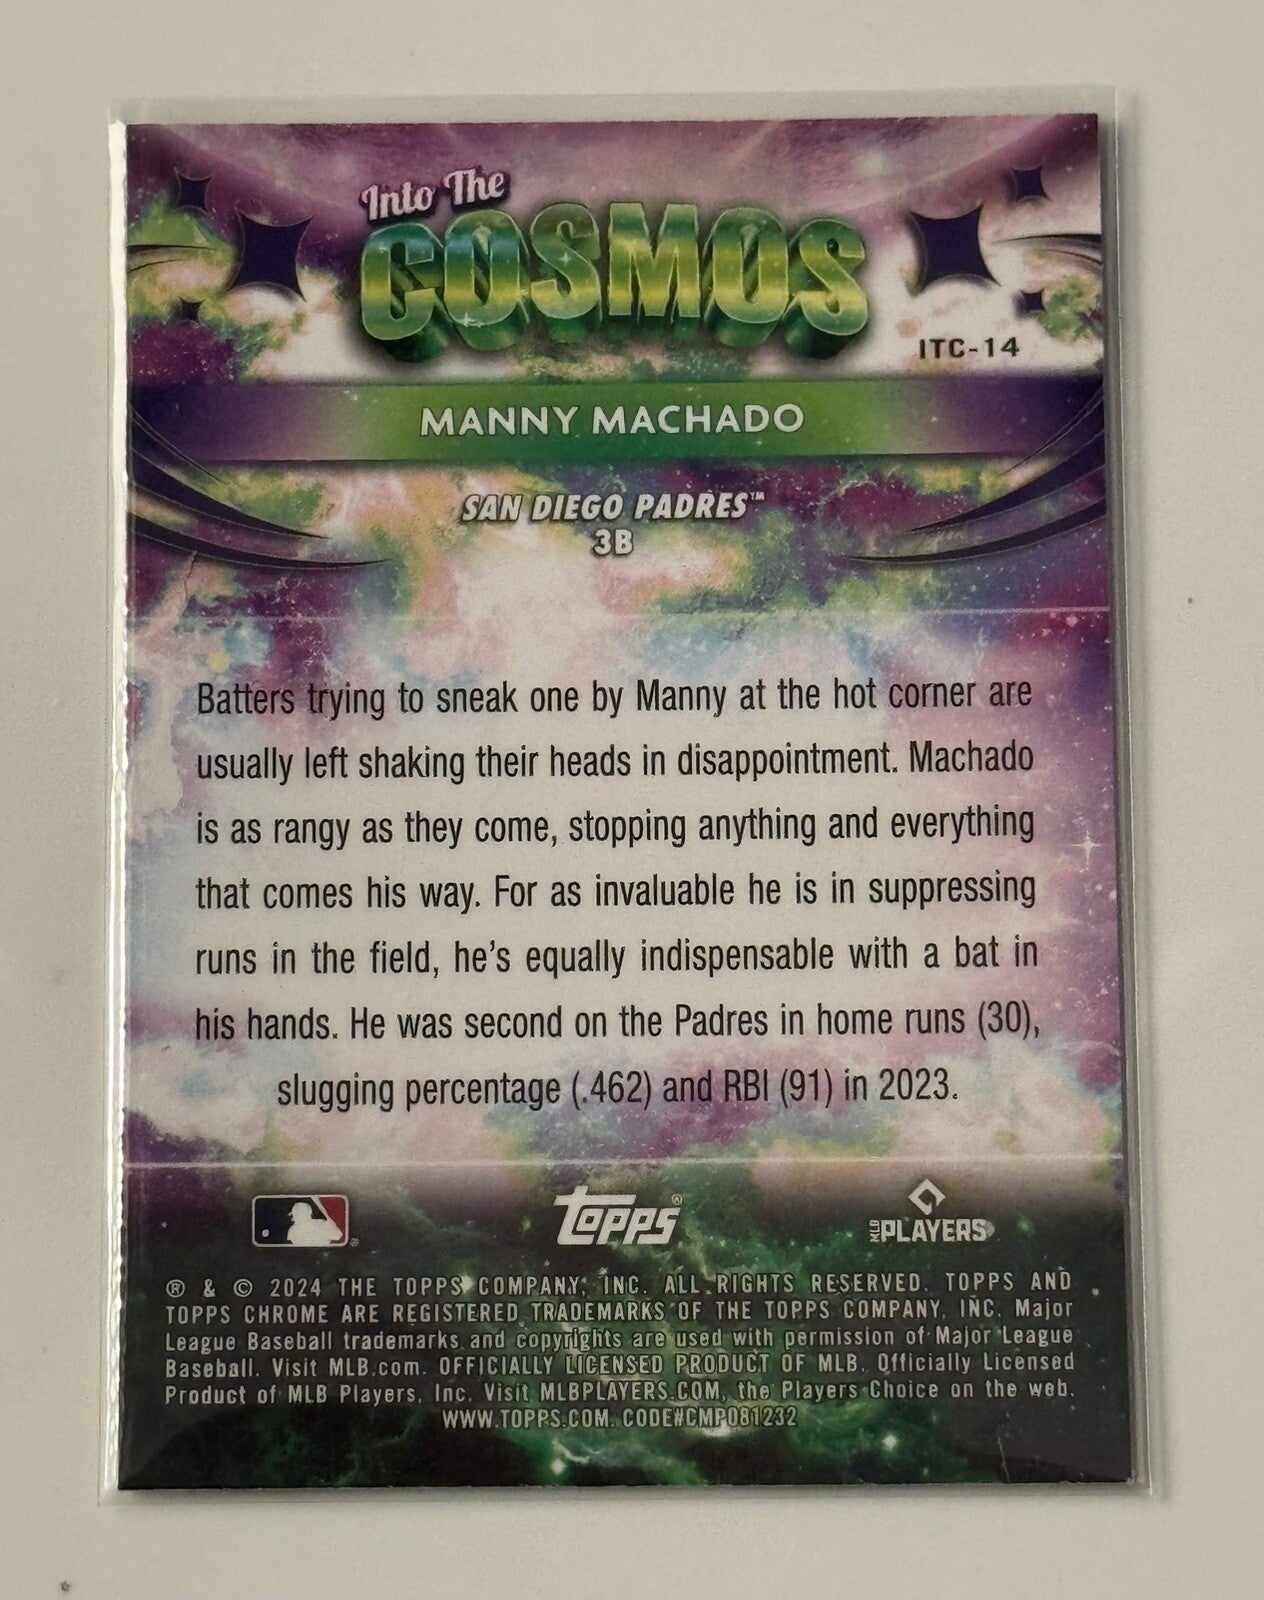 Into The
COSMOS
ITC-14
MANNY MACHADO
SAN DIEGO PADRES™
3B
Batters trying to sneak one by Manny at the hot corner are
usually left shaking their heads in disappointment. Machado
is as rangy as they come, stopping anything and everything
that comes his way. For as invaluable he is in suppressing
runs in the field, he's equally indispensable with a bat in
his hands. He was second on the Padres in home runs (30),
slugging percentage (.462) and RBI (91) in 2023.
Topps®
MLB PLAYERS
® & © 2024 THE TOPPS COMPANY, INC. ALL RIGHTS RESERVED. TOPPS AND
TOPPS CHROME ARE REGISTERED TRADEMARKS OF THE TOPPS COMPANY, INC. Major
League Baseball trademarks and copyrights are used with permission of Major League
Baseball. Visit MLB.com. OFFICIALLY LICENSED PRODUCT OF MLB. Officially Licensed
Product of MLB Players, Inc. Visit MLBPLAYERS.COM, the Players Choice on the web.
WWW.TOPPS.COM. CODE#CMP081232